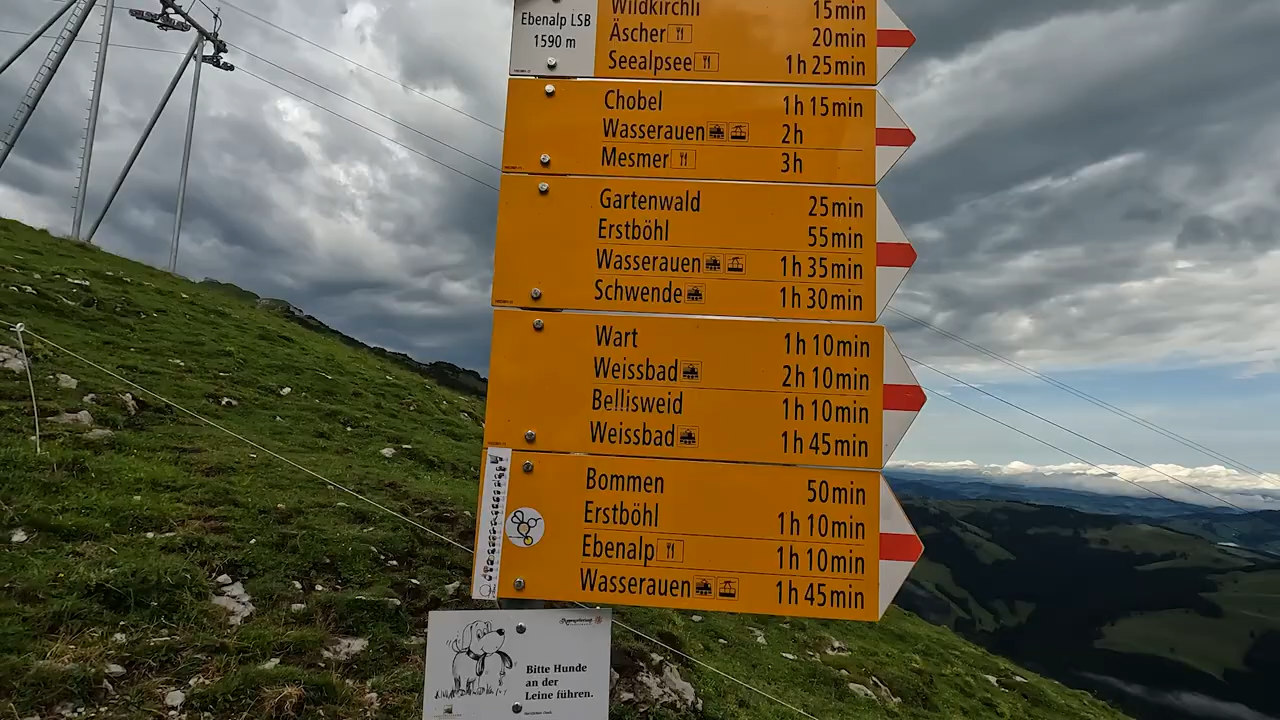 Ebenalp LSB
1590 m
Wildkirchli 15min
Äscher 20min
Seealpsee 1h 25min
Chobel 1h 15min
Wasserauen 2h
Mesmer 3h
Gartenwald 25min
Erstböhl 55min
Wasserauen 1h 35min
Schwende 1h 30min
Wart 1h 10min
Weissbad 2h 10min
Bellisweid 1h 10min
Weissbad 1h 45min
Bommen 50min
Erstböhl 1h 10min
Ebenalp 1h 10min
Wasserauen 1h 45min
Bitte Hunde
an der
Leine führen.